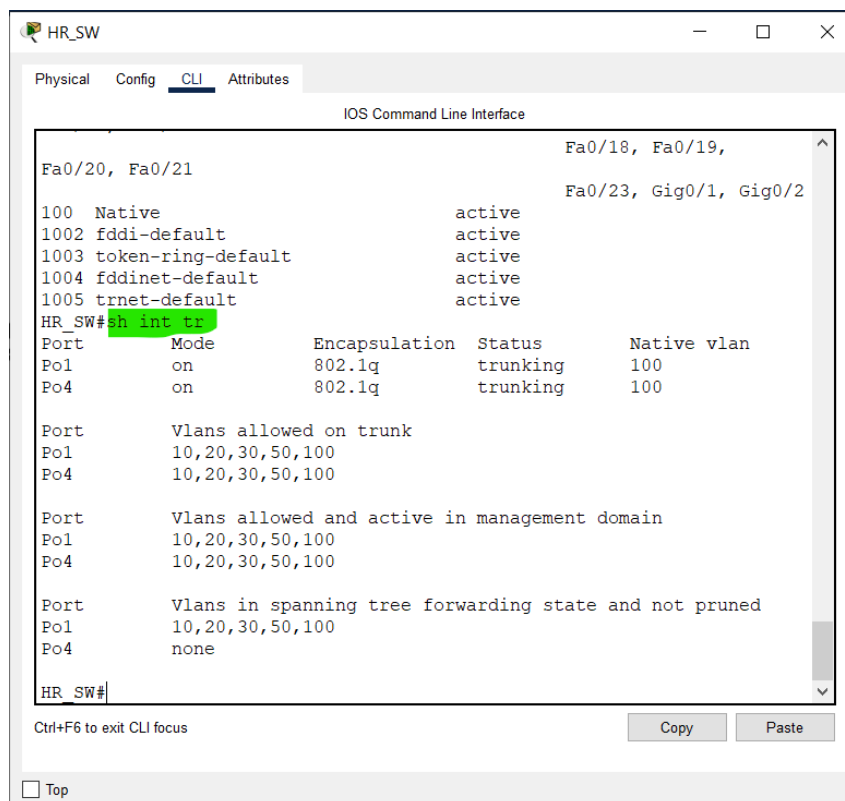 HR_SW
Physical Config CLI Attributes
IOS Command Line Interface
Fa0/18, Fa0/19,
Fa0/20, Fa0/21
Fa0/23, Gig0/1, Gig0/2
100 Native active
1002 fddi-default active
1003 token-ring-default active
1004 fddinet-default active
1005 trnet-default active
HR_SW#sh int tr
Port Mode Encapsulation Status Native vlan
Po1 on 802.1q trunking 100
Po4 on 802.1q trunking 100
Port Vlans allowed on trunk
Po1 10,20,30,50,100
Po4 10,20,30,50,100
Port Vlans allowed and active in management domain
Po1 10,20,30,50,100
Po4 10,20,30,50,100
Port Vlans in spanning tree forwarding state and not pruned
Po1 10,20,30,50,100
Po4 none
HR_SW#
Ctrl+F6 to exit CLI focus
Copy Paste
Top